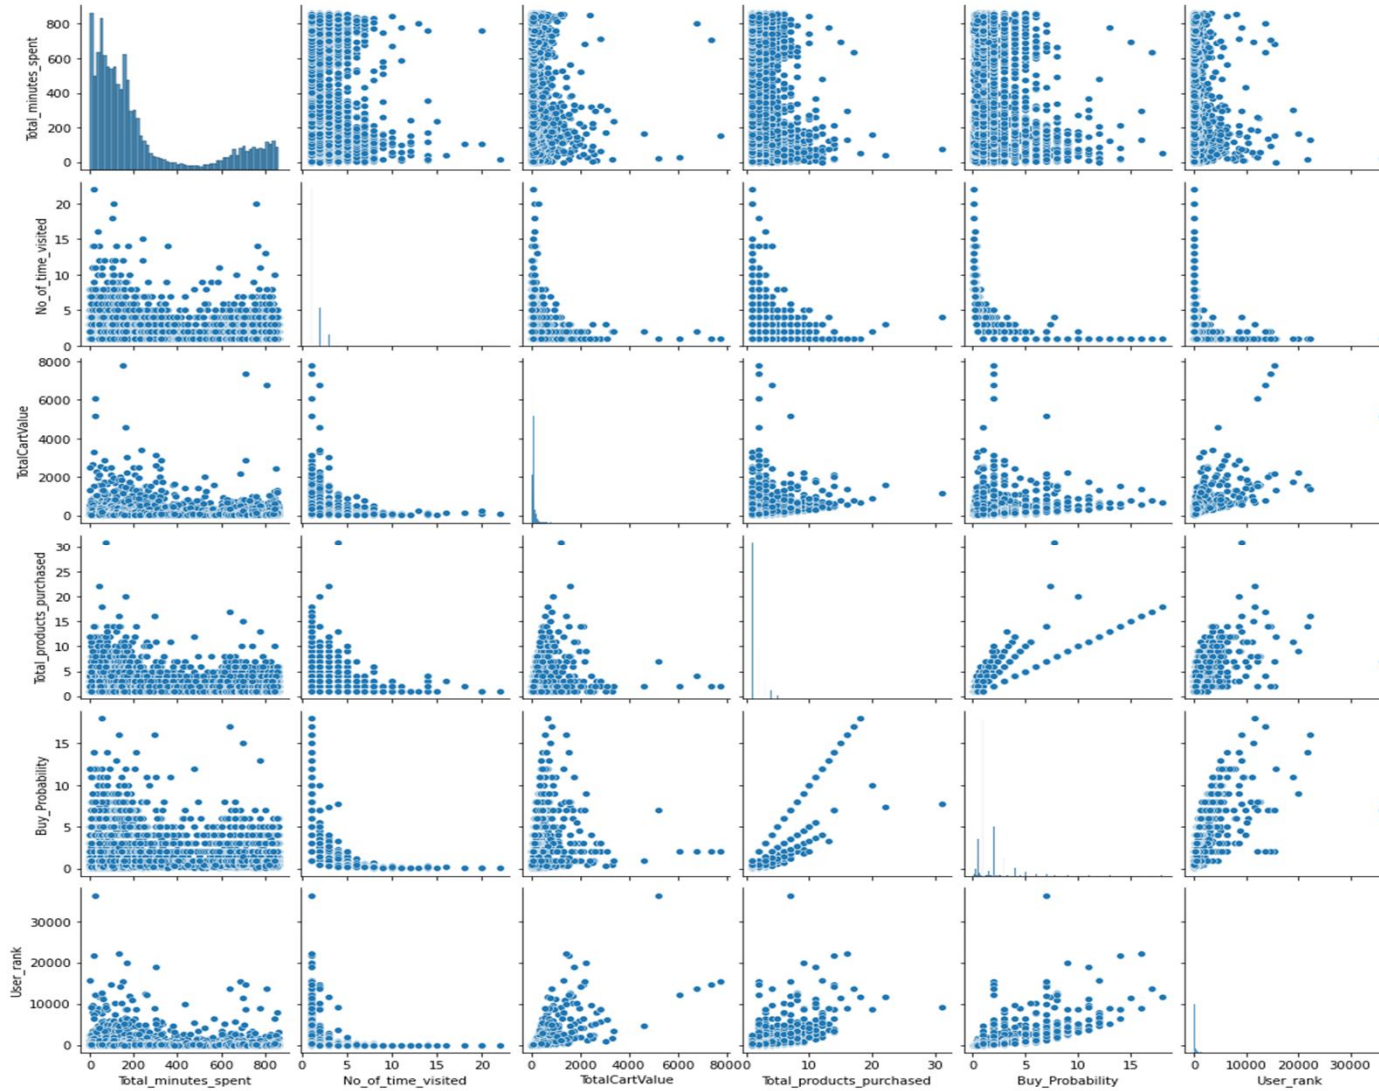 800
600
400
200
0
Total_minutes_spent
20
15
10
5
0
No_of_time_visited
8000
6000
4000
2000
0
TotalCartValue
30
25
20
15
10
5
0
Total_products_purchased
15
10
5
0
Buy_Probability
30000
20000
10000
0
User_rank
0 200 400 600 800
Total_minutes_spent
5 10 15 20
No_of_time_visited
0 2000 4000 6000 8000
TotalCartValue
0 10 20 30
Total_products_purchased
0 5 10 15
Buy_Probability
0 10000 20000 30000
User_rank